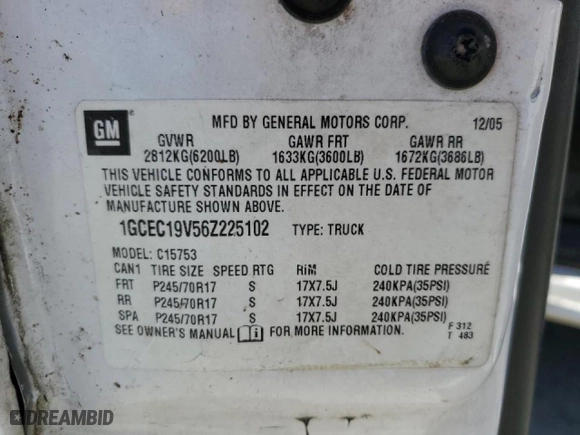 GM
MFD BY GENERAL MOTORS CORP. 12/05
GVWR GAWR FRT GAWR RR
2812KG(6200LB) 1633KG(3600LB) 1672KG(3686LB)
THIS VEHICLE CONFORMS TO ALL APPLICABLE U.S. FEDERAL MOTOR
VEHICLE SAFETY STANDARDS IN EFFECT ON THE DATE OF
MANUFACTURE SHOWN ABOVE.
1GCEC19V56Z225102 TYPE: TRUCK
MODEL: C15753
CAN1 TIRE SIZE SPEED RTG RIM COLD TIRE PRESSURE
FRT P245/70R17 S 17X7.5J 240KPA(35PSI)
RR P245/70R17 S 17X7.5J 240KPA(35PSI)
SPA P245/70R17 S 17X7.5J 240KPA(35PSI)
SEE OWNER'S MANUAL FOR MORE INFORMATION.
F 312
T 483
DREAMBID